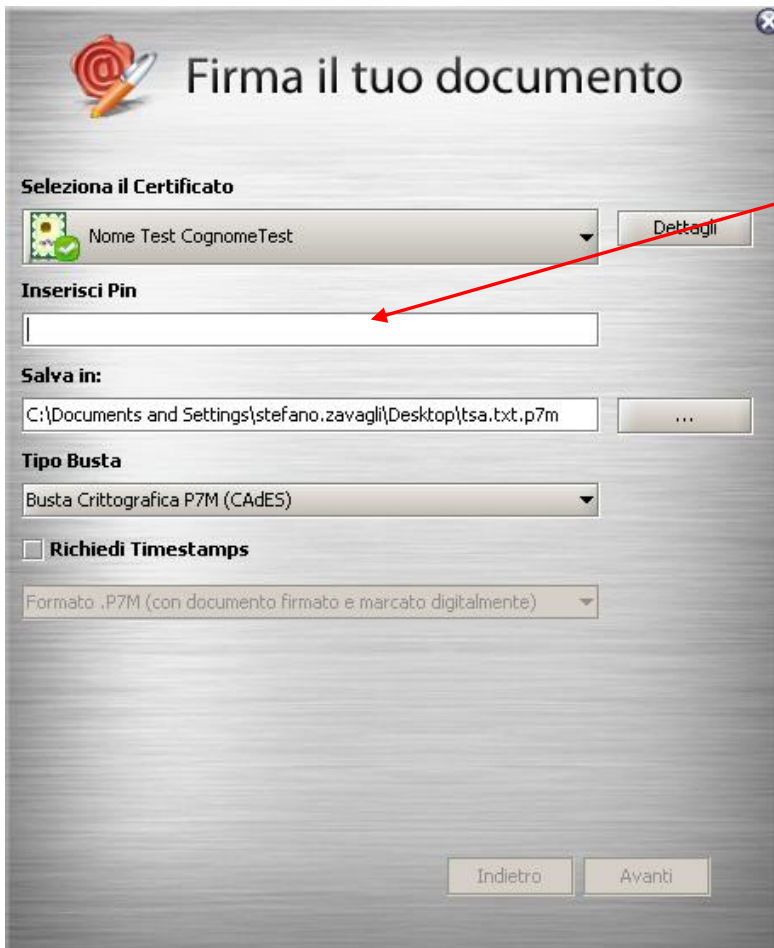 Firma il tuo documento
Seleziona il Certificato
Nome Test CognomeTest
Dettagli
Inserisci Pin
Salva in:
C:\Documents and Settings\stefano.zavagli\Desktop\tsa.txt.p7m
...
Tipo Busta
Busta Crittografica P7M (CAdES)
Richiedi Timestamps
Formato .P7M (con documento firmato e marcato digitalmente)
Indietro
Avanti